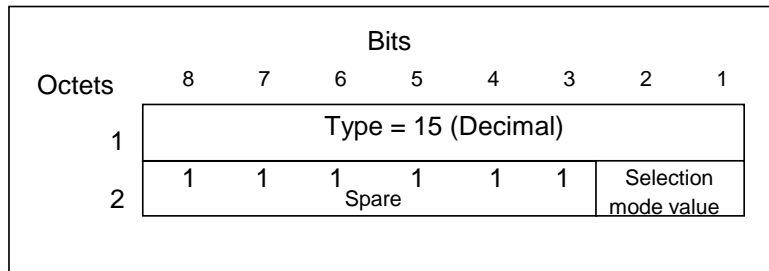 Bits
Octets 8 7 6 5 4 3 2 1
1 Type = 15 (Decimal)
2 1 1 1 1 1 1 Selection
Spare mode value